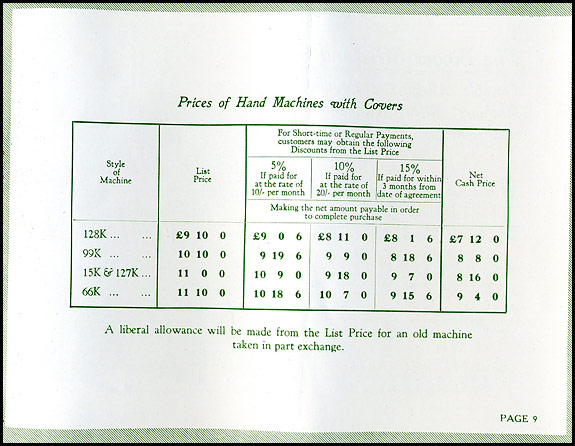 Prices of Hand Machines with Covers
Style
of
Machine
List
Price
For Short-time or Regular Payments,
customers may obtain the following
Discounts from the List Price
5%
If paid for
at the rate of
10/- per month
10%
If paid for
at the rate of
20/- per month
15%
If paid for within
3 months from
date of agreement
Net
Cash Price
Making the net amount payable in order
to complete purchase
128K ... ... £9 10 0 £9 0 6 £8 11 0 £8 1 6 £7 12 0
99K ... ... 10 10 0 9 19 6 9 9 0 8 18 6 8 8 0
15K & 127K ... 11 0 0 10 9 0 9 18 0 9 7 0 8 16 0
66K ... ... 11 10 0 10 18 6 10 7 0 9 15 6 9 4 0
A liberal allowance will be made from the List Price for an old machine
taken in part exchange.
PAGE 9